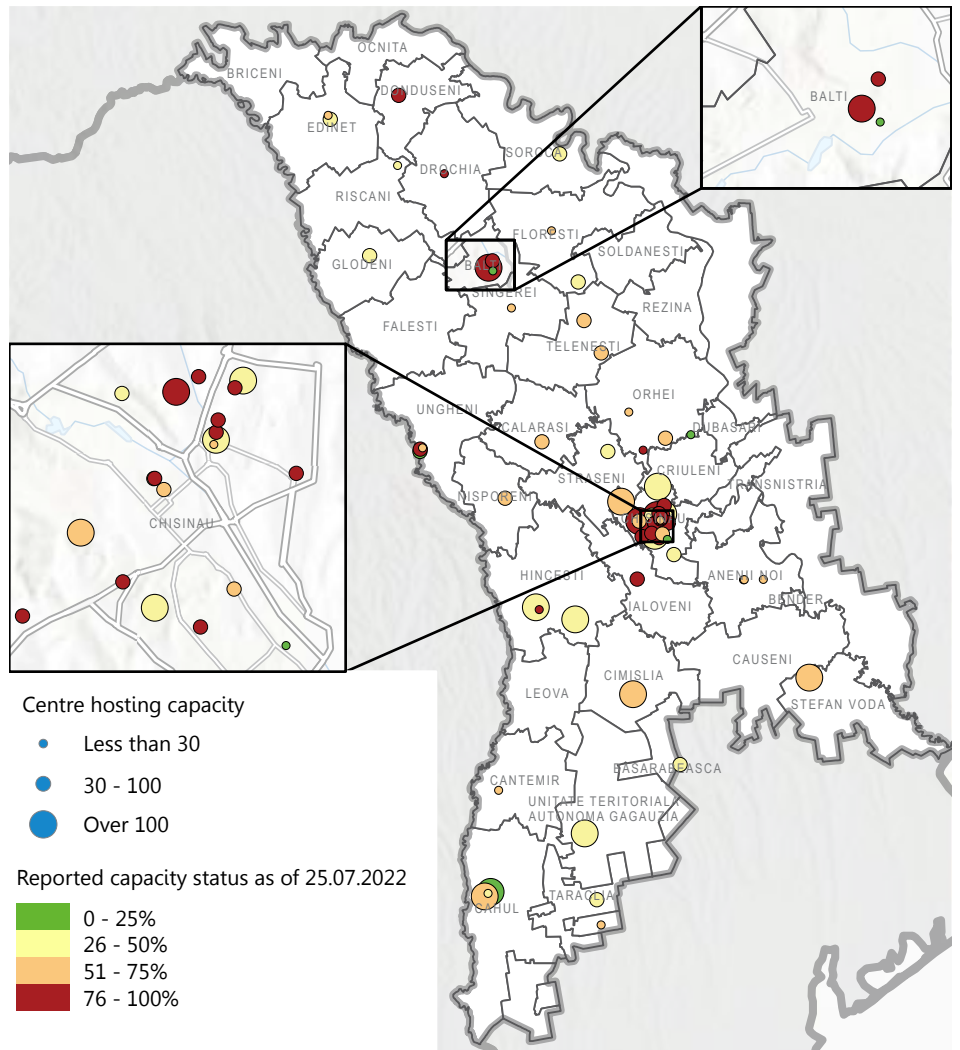 OCNITA
BRICENI
DONDUSENI
EDINET
SOROCA
DROCHIA
RISCANI
FLORESTI
SOLDANESTI
GLODENI
BALTI
SINGEREI
REZINA
FALESTI
TELENESTI
BALTI
ORHEI
UNGHENI
CALARASI
DUBASARI
CRIULENI
STRASENI
TRANSNISTRIA
NISPORENI
CHISINAU
HINCESTI
ANENII NOI
BENDER
IALOVENI
CAUSENI
CIMISLIA
LEOVA
STEFAN VODA
BASARABEASCA
CANTEMIR
UNITATE TERITORIALA
AUTONOMA GAGAUZIA
TARACLIA
CAHUL
Centre hosting capacity
Less than 30
30 - 100
Over 100
Reported capacity status as of 25.07.2022
0 - 25%
26 - 50%
51 - 75%
76 - 100%